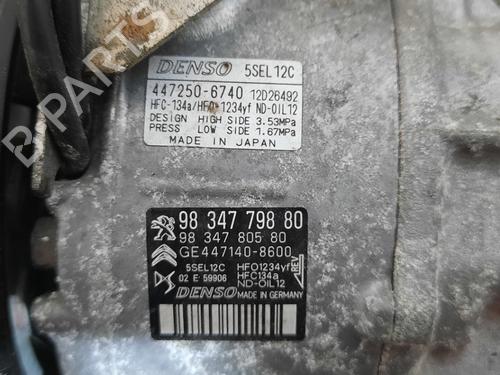 DENSO 5SEL12C
447250-6740 12D26492
HFC-134a/HFO-1234yf ND-OIL12
DESIGN HIGH SIDE 3.53MPa
PRESS LOW SIDE 1.67MPa
MADE IN JAPAN
98 347 798 80
98 347 805 80
GE447140-8600
5SEL12C HFO1234yf
02 E 59906 HFC134a
ND-OIL12
REV
DENSO MADE IN GERMANY
B-PARTS